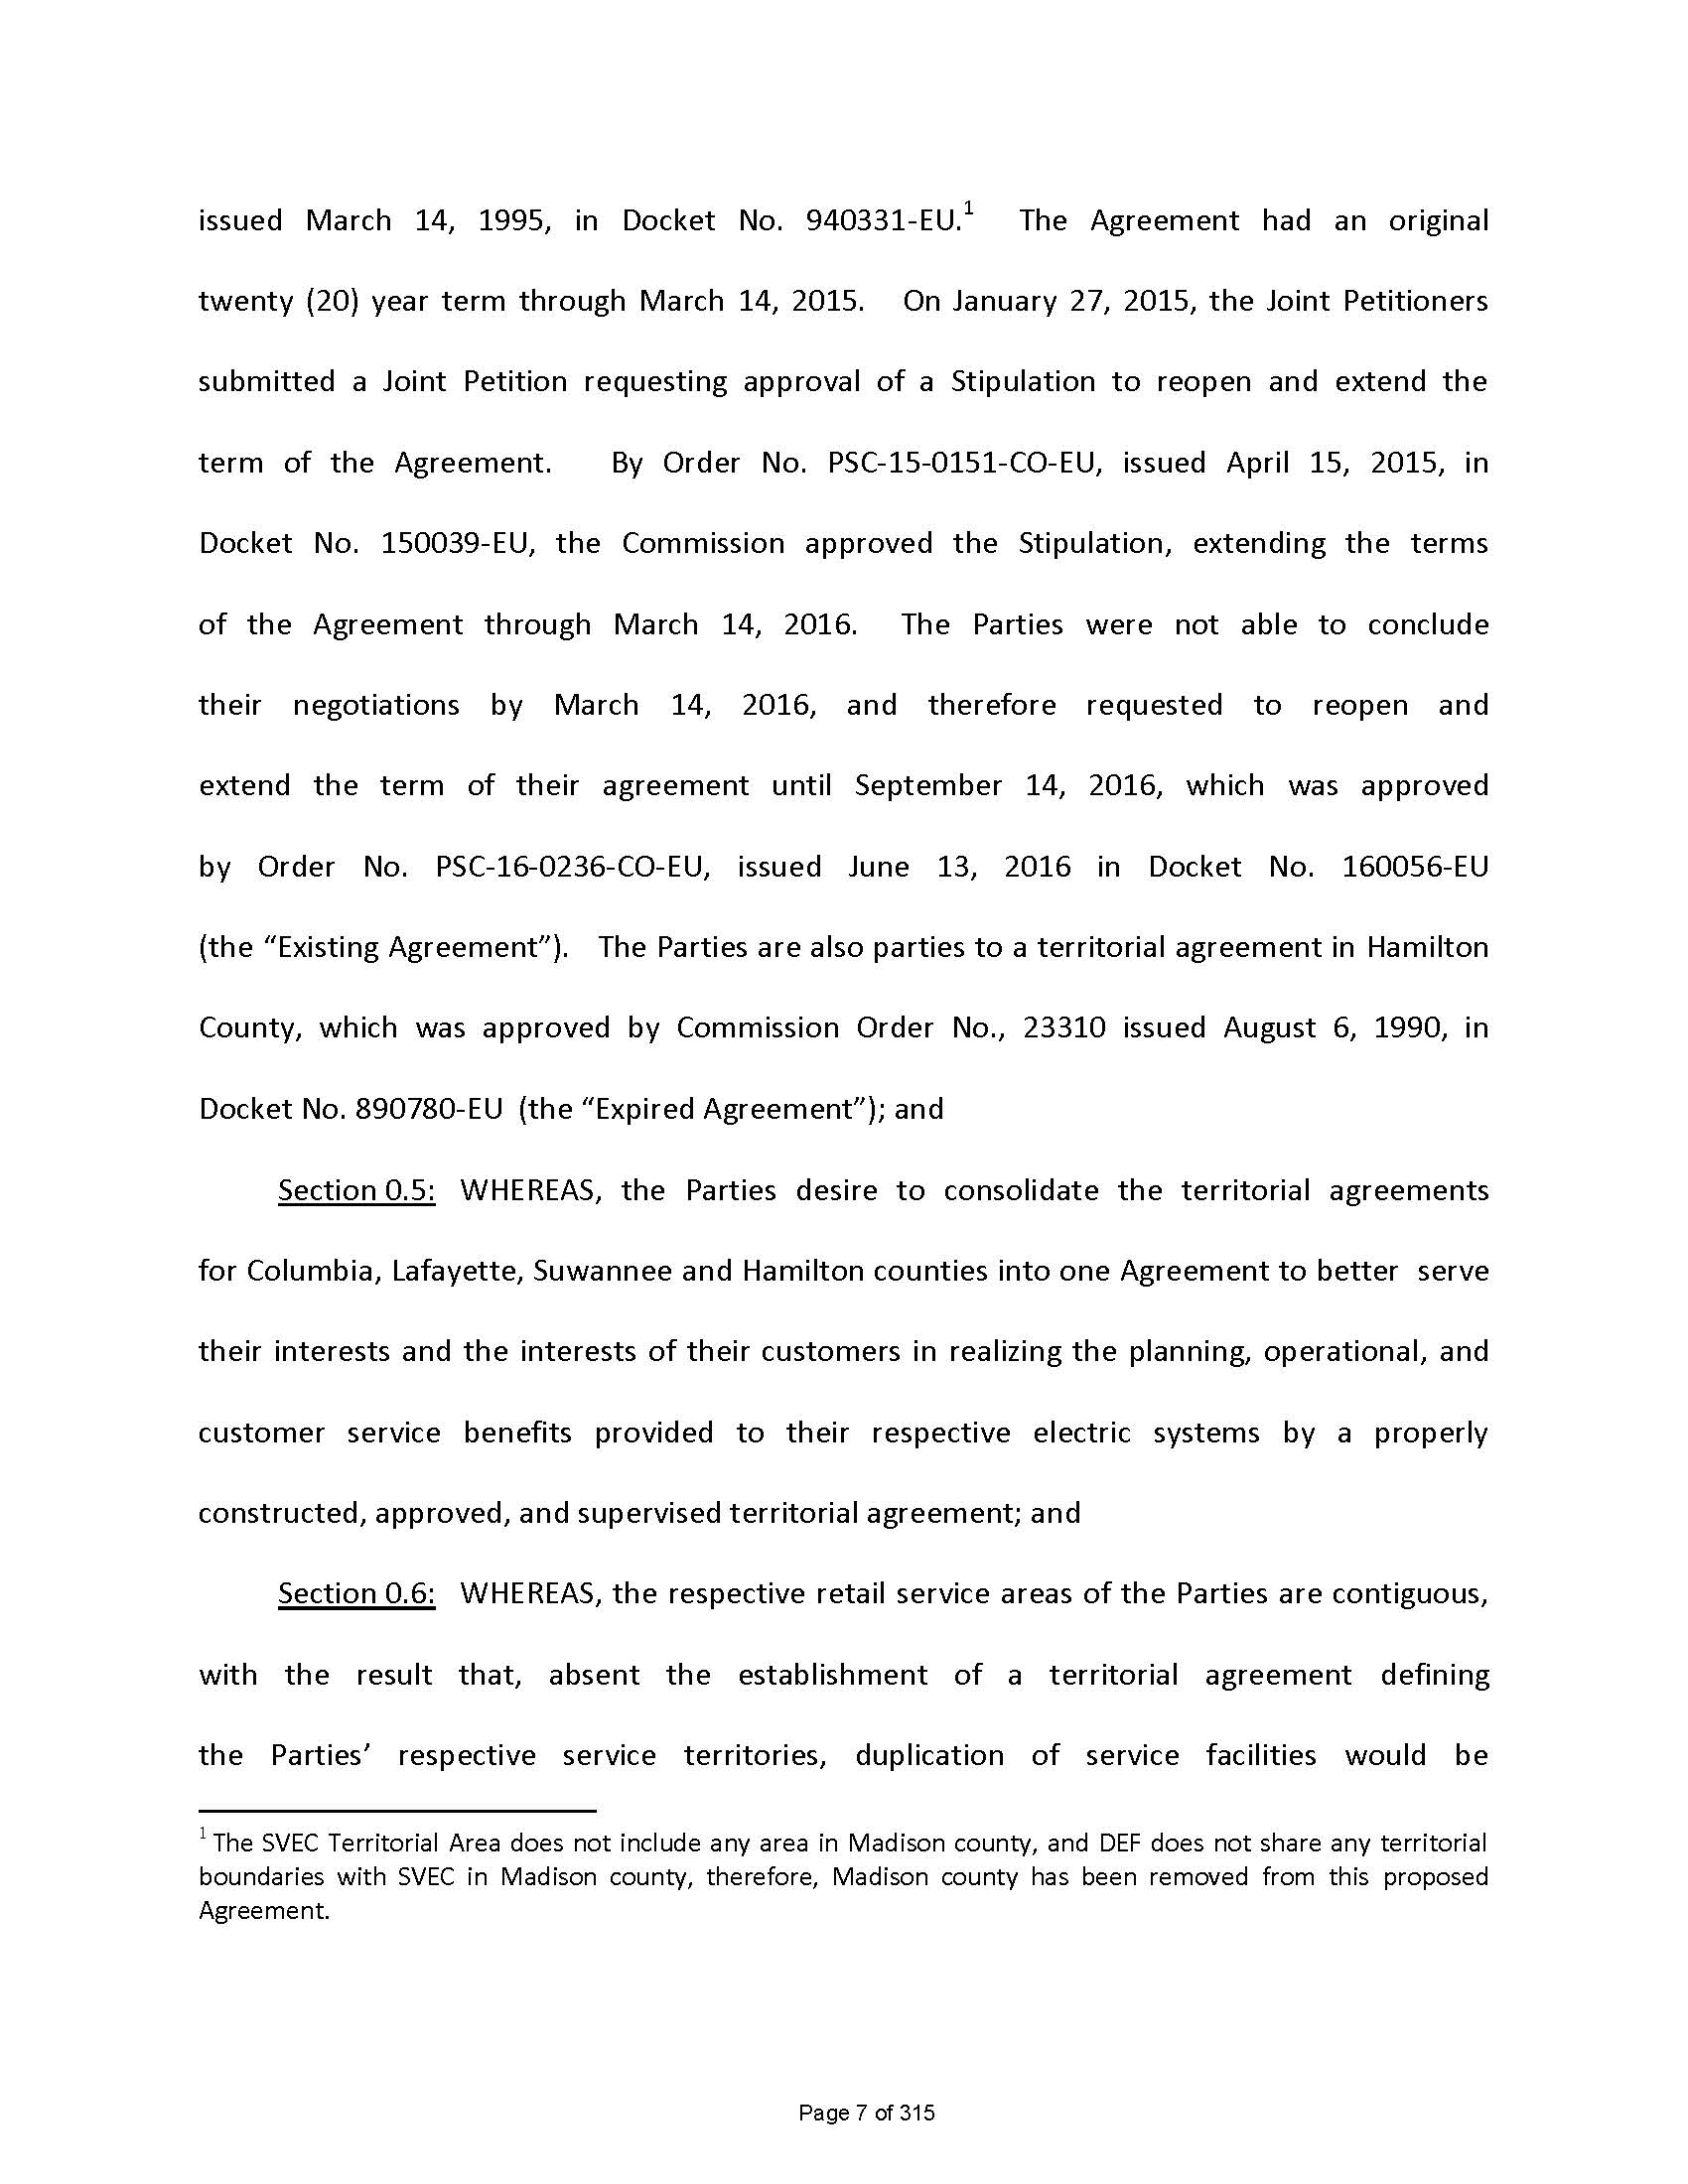 issued March 14, 1995, in Docket No. 940331-EU.1 The Agreement had an original
twenty (20) year term through March 14, 2015. On January 27, 2015, the Joint Petitioners
submitted a Joint Petition requesting approval of a Stipulation to reopen and extend the
term of the Agreement. By Order No. PSC-15-0151-CO-EU, issued April 15, 2015, in
Docket No. 150039-EU, the Commission approved the Stipulation, extending the terms
of the Agreement through March 14, 2016. The Parties were not able to conclude
their negotiations by March 14, 2016, and therefore requested to reopen and
extend the term of their agreement until September 14, 2016, which was approved
by Order No. PSC-16-0236-CO-EU, issued June 13, 2016 in Docket No. 160056-EU
(the “Existing Agreement”). The Parties are also parties to a territorial agreement in Hamilton
County, which was approved by Commission Order No., 23310 issued August 6, 1990, in
Docket No. 890780-EU (the “Expired Agreement”); and
Section 0.5: WHEREAS, the Parties desire to consolidate the territorial agreements
for Columbia, Lafayette, Suwannee and Hamilton counties into one Agreement to better serve
their interests and the interests of their customers in realizing the planning, operational, and
customer service benefits provided to their respective electric systems by a properly
constructed, approved, and supervised territorial agreement; and
Section 0.6: WHEREAS, the respective retail service areas of the Parties are contiguous,
with the result that, absent the establishment of a territorial agreement defining
the Parties’ respective service territories, duplication of service facilities would be
1 The SVEC Territorial Area does not include any area in Madison county, and DEF does not share any territorial
boundaries with SVEC in Madison county, therefore, Madison county has been removed from this proposed
Agreement.
Page 7 of 315